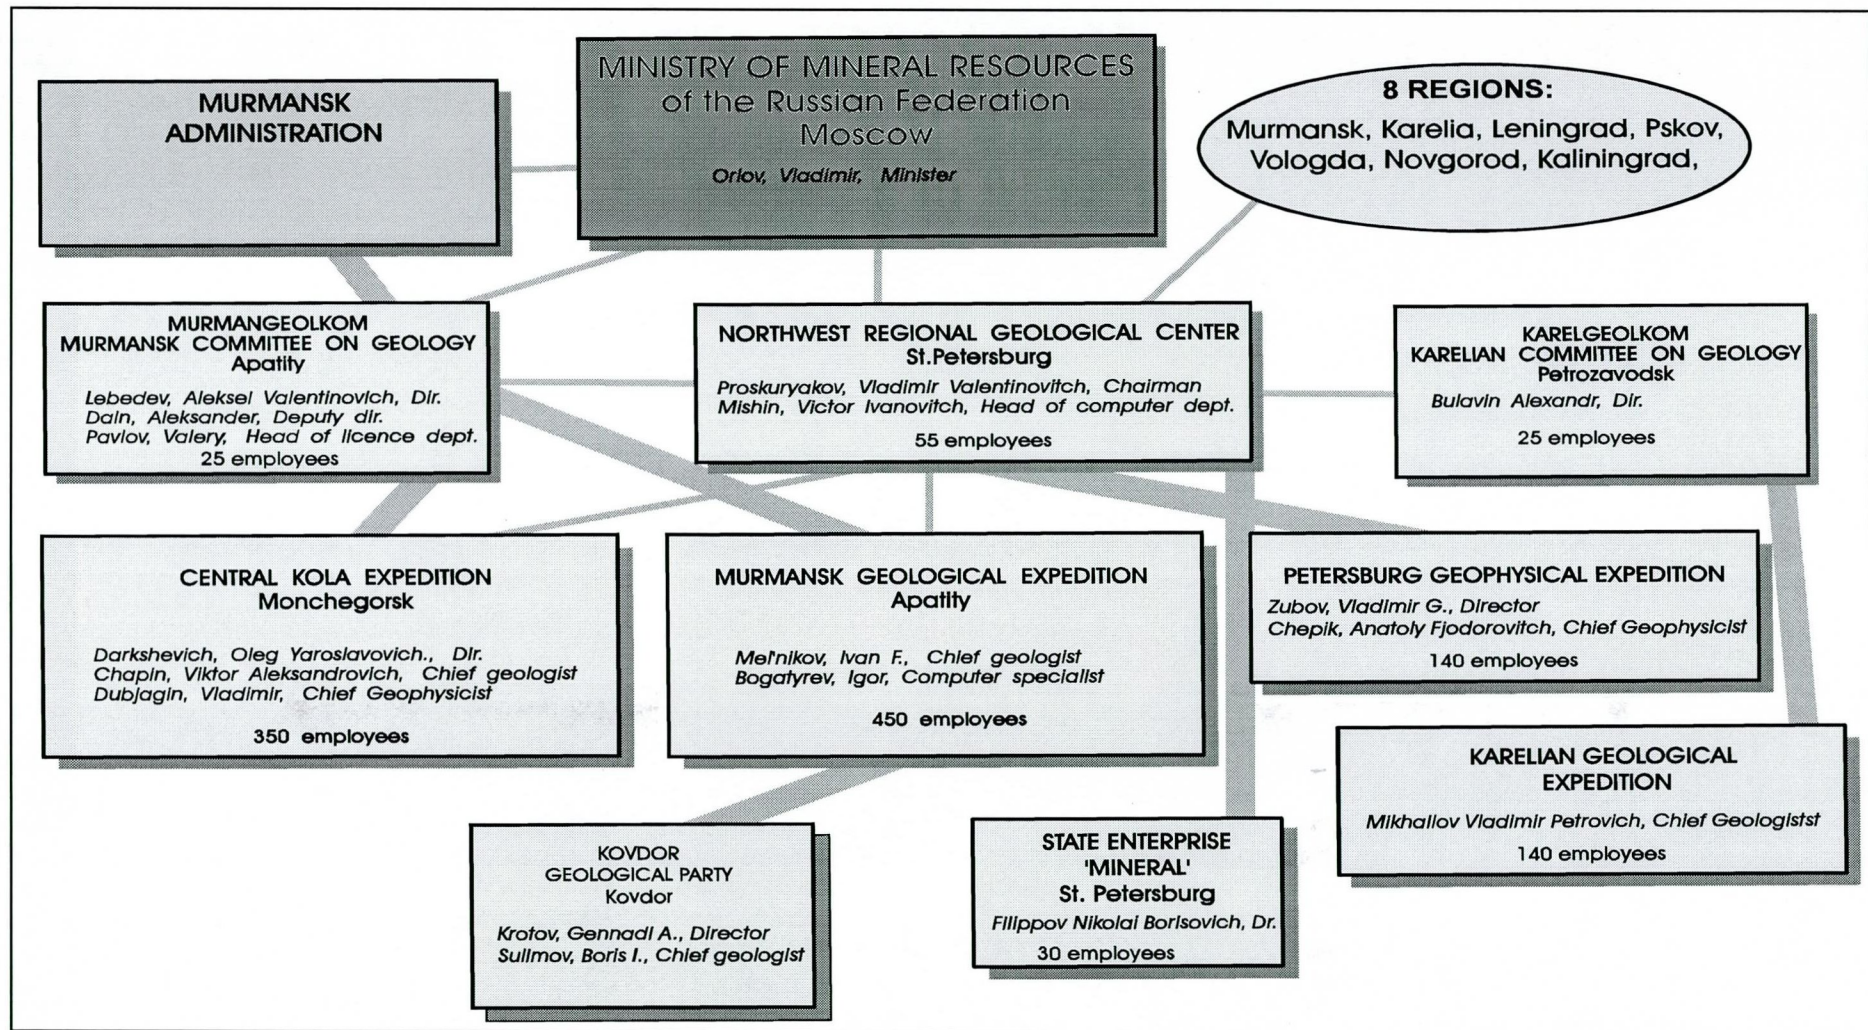 MURMANSK
ADMINISTRATION
MINISTRY OF MINERAL RESOURCES
of the Russian Federation
Moscow
Orlov, Vladimir, Minister
8 REGIONS:
Murmansk, Karelia, Leningrad, Pskov,
Vologda, Novgorod, Kaliningrad,
MURMANGEOLKOM
MURMANSK COMMITTEE ON GEOLOGY
Apatity
Lebedev, Aleksei Valentinovich, Dir.
Dain, Aleksander, Deputy dir.
Pavlov, Valery, Head of licence dept.
25 employees
NORTHWEST REGIONAL GEOLOGICAL CENTER
St.Petersburg
Proskuryakov, Vladimir Valentinovitch, Chairman
Mishin, Victor Ivanovitch, Head of computer dept.
55 employees
KARELGEOLKOM
KARELIAN COMMITTEE ON GEOLOGY
Petrozavodsk
Bulavin Alexandr, Dir.
25 employees
CENTRAL KOLA EXPEDITION
Monchegorsk
Darkshevich, Oleg Yaroslavovich., Dir.
Chapin, Viktor Aleksandrovich, Chief geologist
Dubjagin, Vladimir, Chief Geophysicist
350 employees
MURMANSK GEOLOGICAL EXPEDITION
Apatity
Mel'nikov, Ivan F., Chief geologist
Bogatyrev, Igor, Computer specialist
450 employees
PETERSBURG GEOPHYSICAL EXPEDITION
Zubov, Vladimir G., Director
Chepik, Anatoly Fjodorovitch, Chief Geophysicist
140 employees
KARELIAN GEOLOGICAL
EXPEDITION
Mikhailov Vladimir Petrovich, Chief Geologistst
140 employees
KOVDOR
GEOLOGICAL PARTY
Kovdor
Krotov, Gennadi A., Director
Sulimov, Boris I., Chief geologist
STATE ENTERPRISE
'MINERAL'
St. Petersburg
Filippov Nikolai Borisovich, Dr.
30 employees